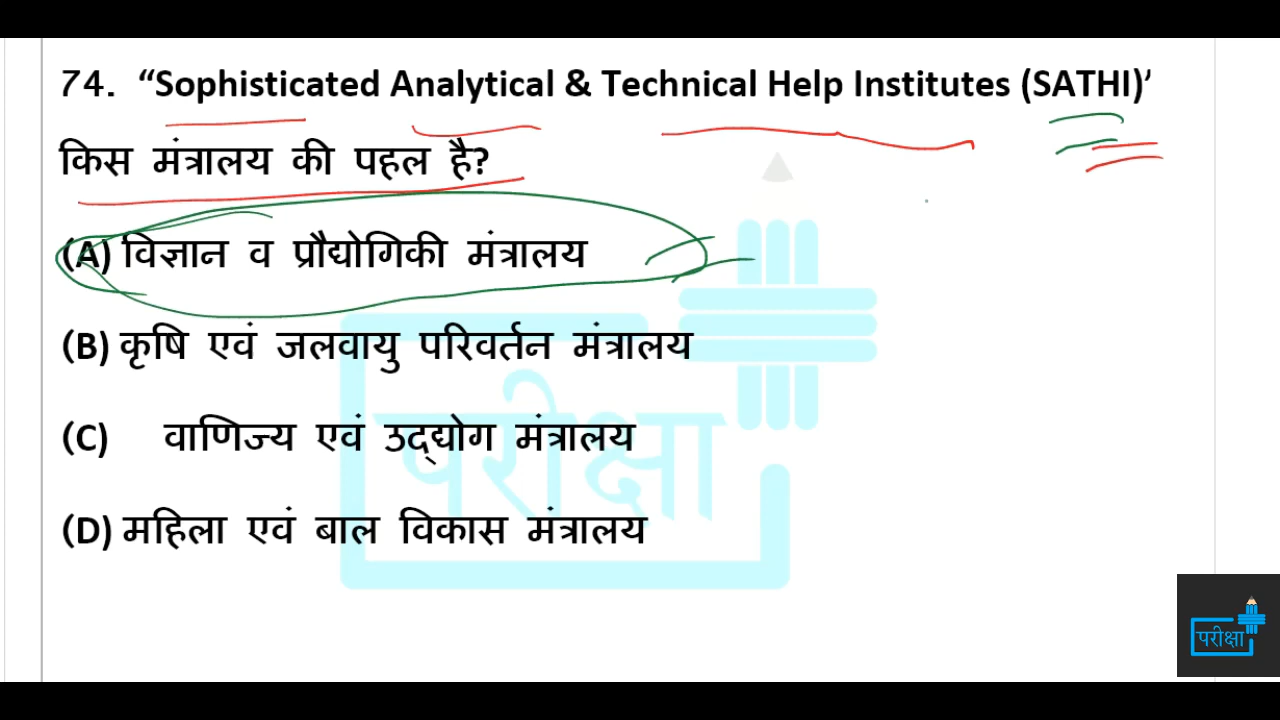 74. “Sophisticated Analytical & Technical Help Institutes (SATHI)’
किस मंत्रालय की पहल है?
(A) विज्ञान व प्रौद्योगिकी मंत्रालय
(B) कृषि एवं जलवायु परिवर्तन मंत्रालय
(C) वाणिज्य एवं उद्द्योग मंत्रालय
(D) महिला एवं बाल विकास मंत्रालय
परीक्षा
परीक्षा